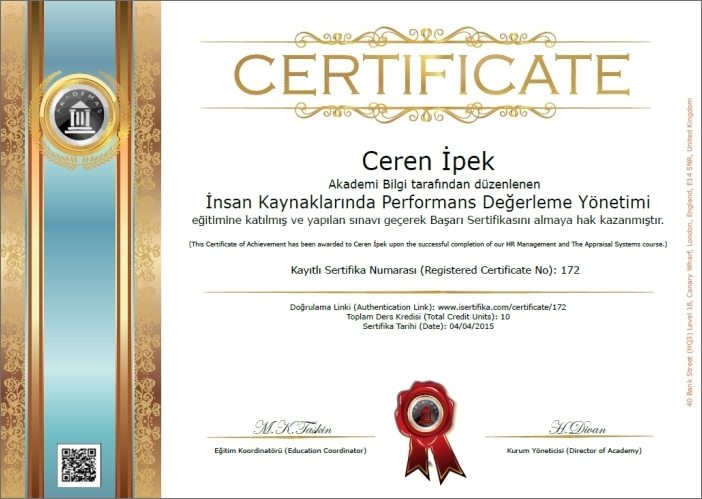 CERTIFICATE
AKADEMAS
Ceren İpek
Akademi Bilgi tarafından düzenlenen
İnsan Kaynaklarında Performans Değerleme Yönetimi
eğitimine katılmış ve yapılan sınavı geçerek Başarı Sertifikasını almaya hak kazanmıştır.
(This Certificate of Achievement has been awarded to Ceren İpek upon the successful completion of our HR Management and The Appraisal Systems course.)
Kayıtlı Sertifika Numarası (Registered Certificate No): 172
Doğrulama Linki (Authentication Link): www.isertifika.com/certificate/172
Toplam Ders Kredisi (Total Credit Units): 10
Sertifika Tarihi (Date): 04/04/2015
M.K.Taskin
Eğitim Koordinatörü (Education Coordinator)
H.Divan
Kurum Yöneticisi (Director of Academy)
40 Bank Street (HQ3) Level 18, Canary Wharf, London, England, E14 5NR, United Kingdom